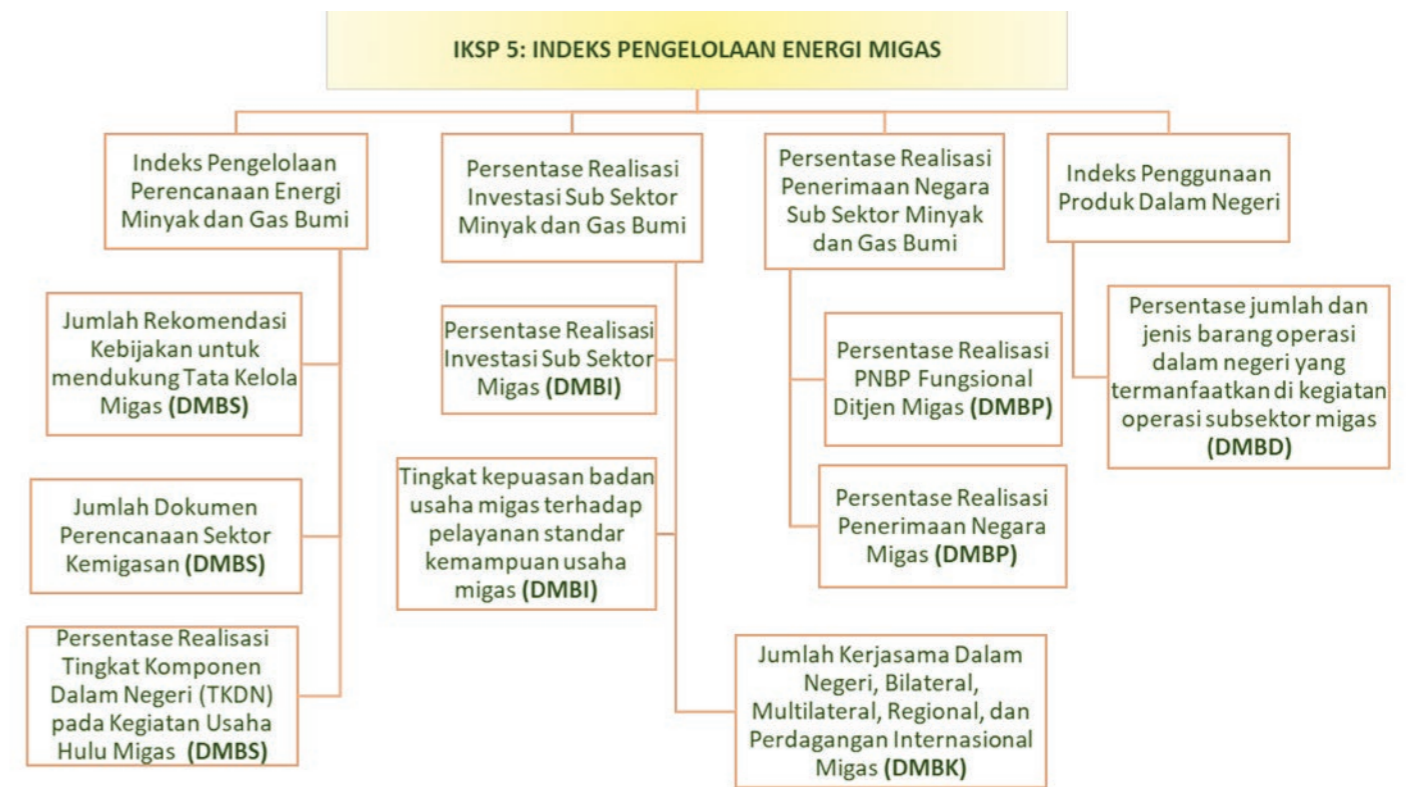 IKSP 5: INDEKS PENGELOLAAN ENERGI MIGAS
Indeks Pengelolaan
Perencanaan Energi
Minyak dan Gas Bumi
Persentase Realisasi
Investasi Sub Sektor
Minyak dan Gas Bumi
Persentase Realisasi
Penerimaan Negara
Sub Sektor Minyak
dan Gas Bumi
Indeks Penggunaan
Produk Dalam Negeri
Jumlah Rekomendasi
Kebijakan untuk
mendukung Tata Kelola
Migas (DMBS)
Jumlah Dokumen
Perencanaan Sektor
Kemigasan (DMBS)
Persentase Realisasi
Tingkat Komponen
Dalam Negeri (TKDN)
pada Kegiatan Usaha
Hulu Migas (DMBS)
Persentase Realisasi
Investasi Sub Sektor
Migas (DMBI)
Tingkat kepuasan badan
usaha migas terhadap
pelayanan standar
kemampuan usaha
migas (DMBI)
Jumlah Kerjasama Dalam
Negeri, Bilateral,
Multilateral, Regional, dan
Perdagangan Internasional
Migas (DMBK)
Persentase Realisasi
PNBP Fungsional
Ditjen Migas (DMBP)
Persentase Realisasi
Penerimaan Negara
Migas (DMBP)
Persentase jumlah dan
jenis barang operasi
dalam negeri yang
termanfaatkan di kegiatan
operasi subsektor migas
(DMBD)